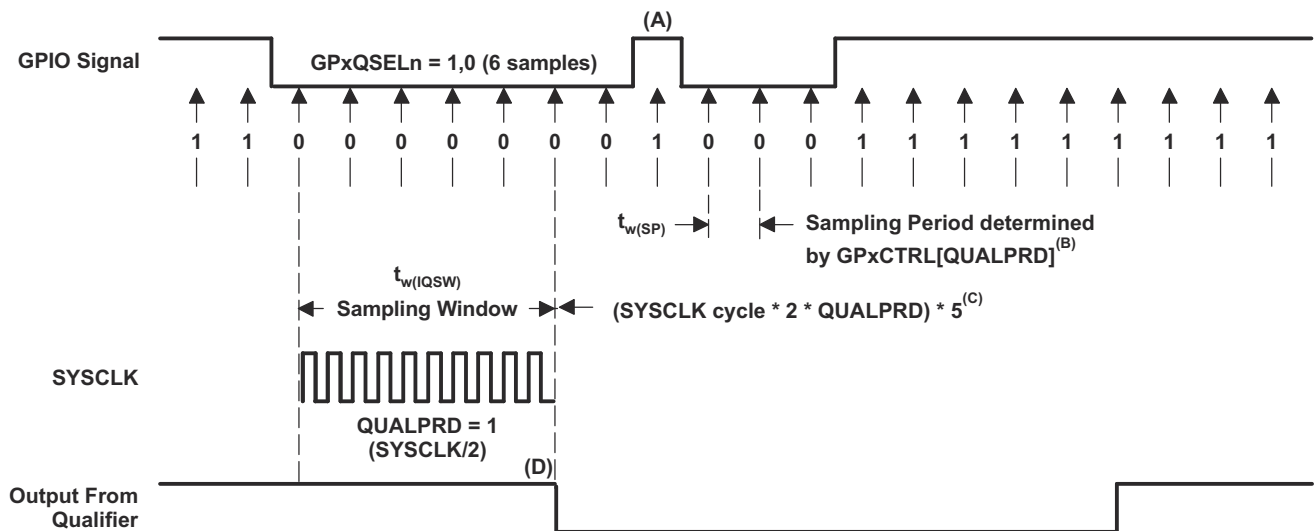 (A)
GPIO Signal
GPxQSELn = 1,0 (6 samples)
1 1 0 0 0 0 0 0 0 1 0 0 0 1 1 1 1 1 1 1 1 1
tw(SP)
Sampling Period determined
by GPxCTRL[QUALPRD](B)
tw(IQSW)
Sampling Window
(SYSCLK cycle * 2 * QUALPRD) * 5(C)
SYSCLK
QUALPRD = 1
(SYSCLK/2)
(D)
Output From
Qualifier